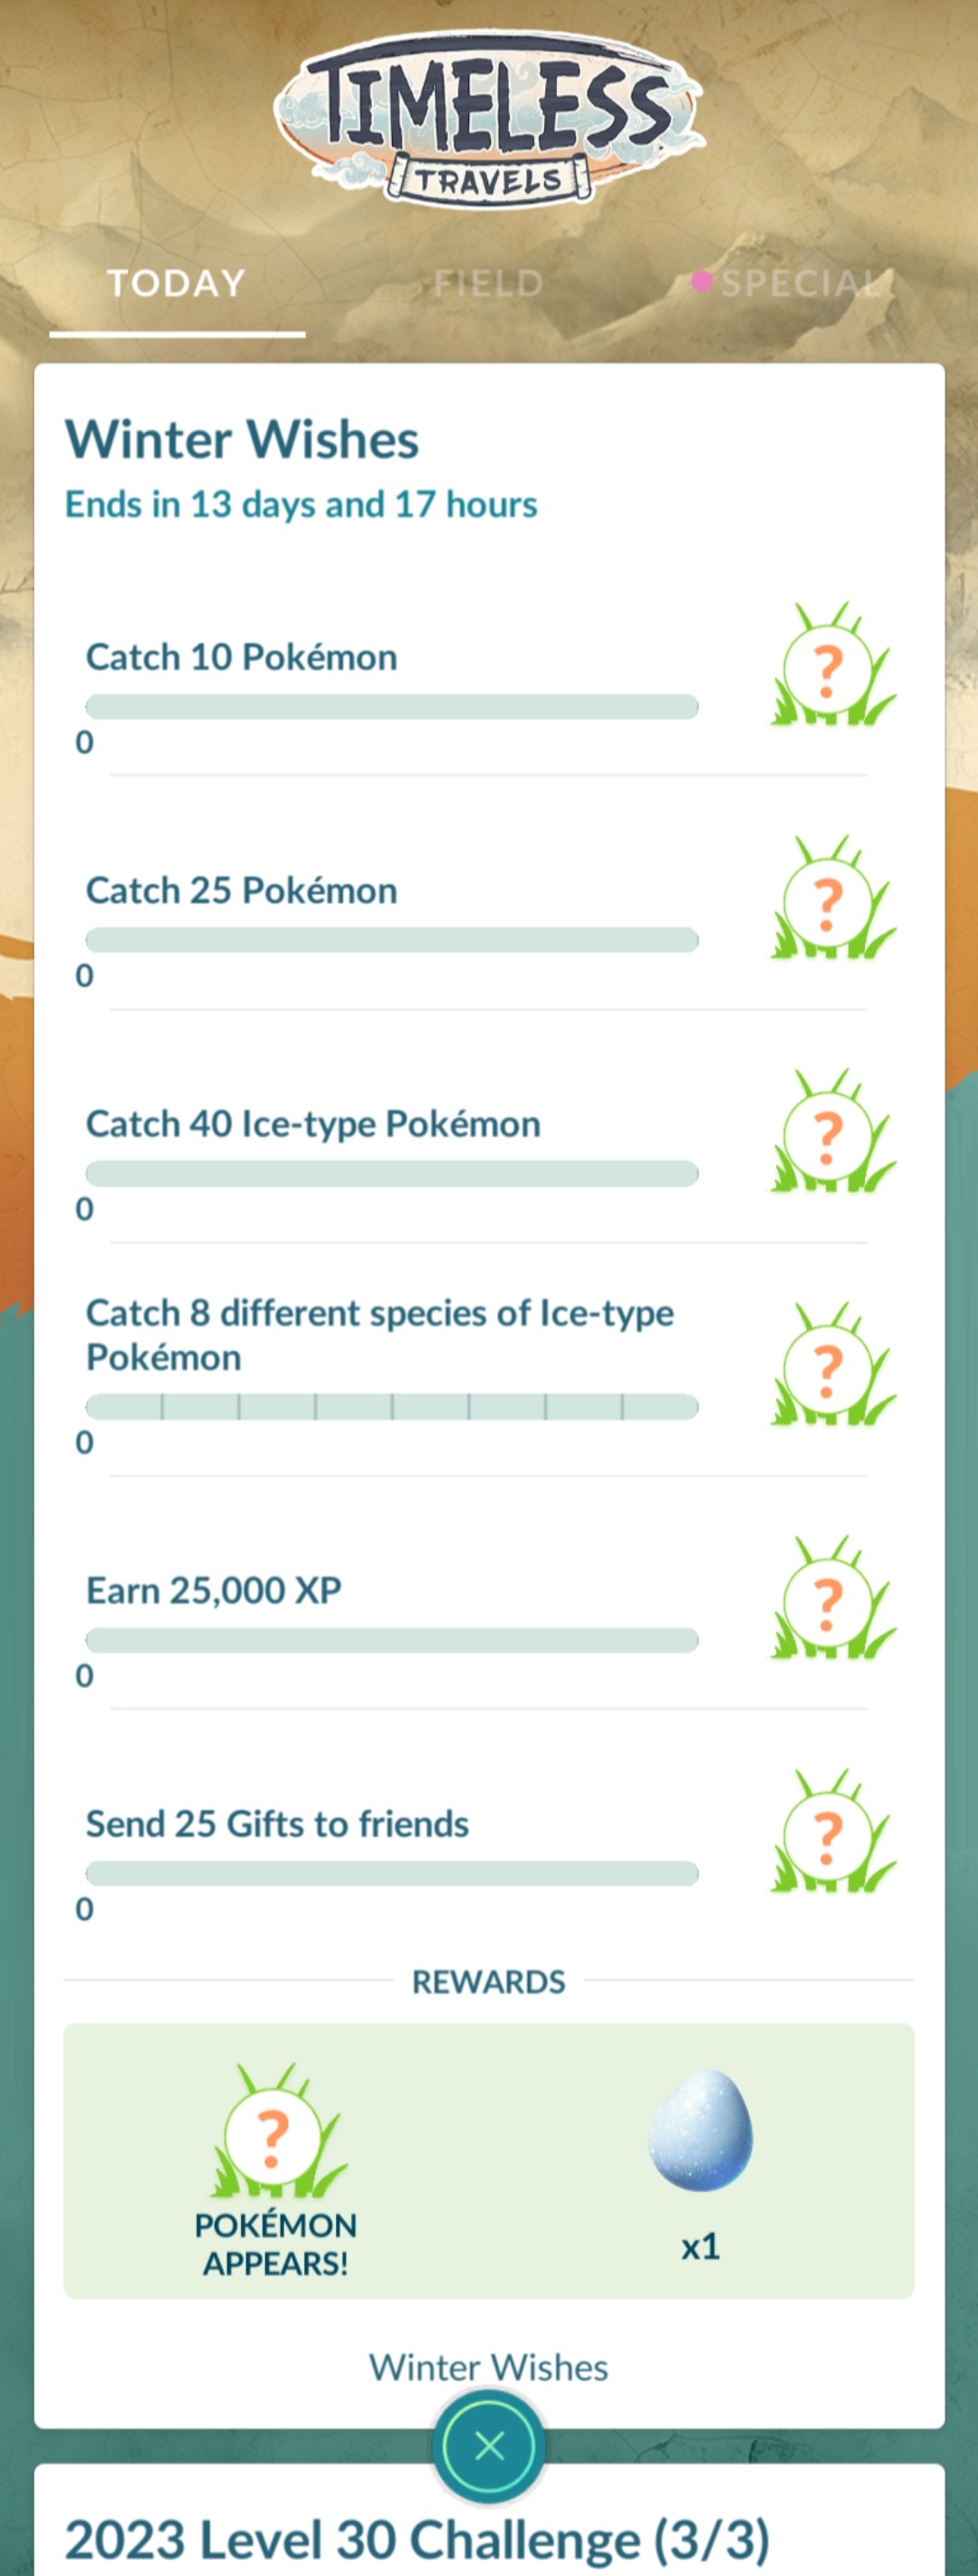 TIMELESS
TRAVELS
TODAY
FIELD
SPECIAL
Winter Wishes
Ends in 13 days and 17 hours
Catch 10 Pokémon
?
0
Catch 25 Pokémon
?
0
Catch 40 Ice-type Pokémon
?
0
Catch 8 different species of Ice-type
Pokémon
?
0
Earn 25,000 XP
?
0
Send 25 Gifts to friends
?
0
REWARDS
?
POKÉMON
APPEARS!
x1
Winter Wishes
2023 Level 30 Challenge (3/3)